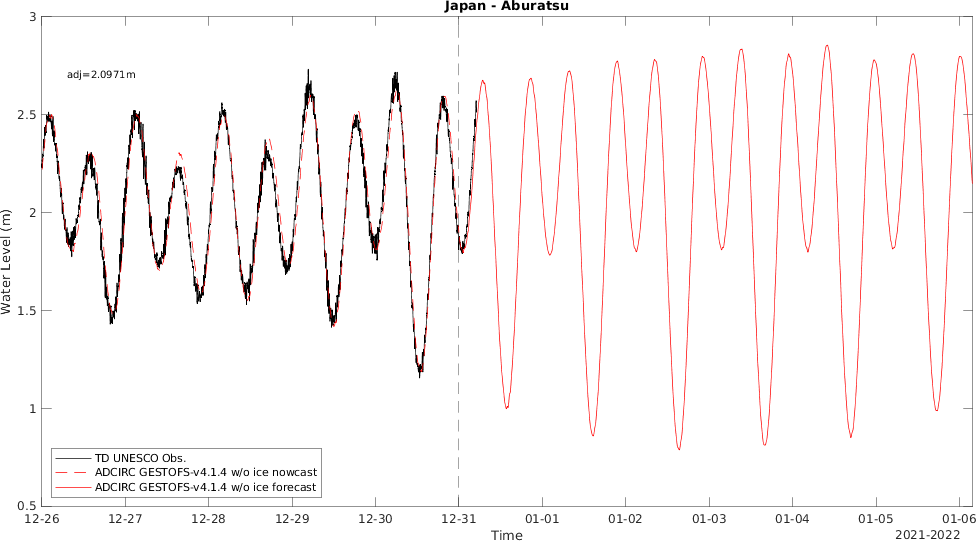 Japan - Aburatsu
adj=2.0971m
3
2.5
2
1.5
1
0.5
Water Level (m)
TD UNESCO Obs.
ADCIRC GESTOFS-v4.1.4 w/o ice nowcast
ADCIRC GESTOFS-v4.1.4 w/o ice forecast
12-26 12-27 12-28 12-29 12-30 12-31 01-01 01-02 01-03 01-04 01-05 01-06
Time
2021-2022